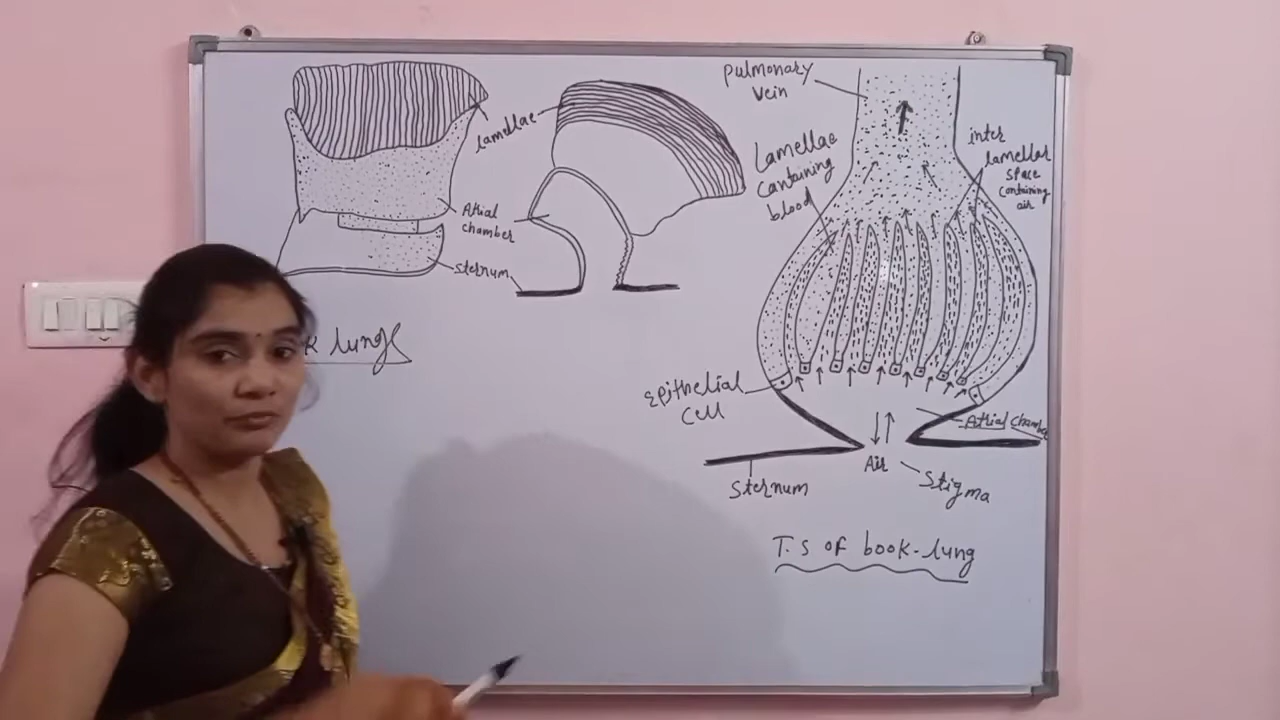 lamellae
Atrial
chamber
sternum
k lungs
Pulmonary
vein
Lamellae
cantaining
blood
inter
lamellar
space
containing
air
Epithelial
cell
Atrial chamber
Air
Stigma
Sternum
T.S of book-lung